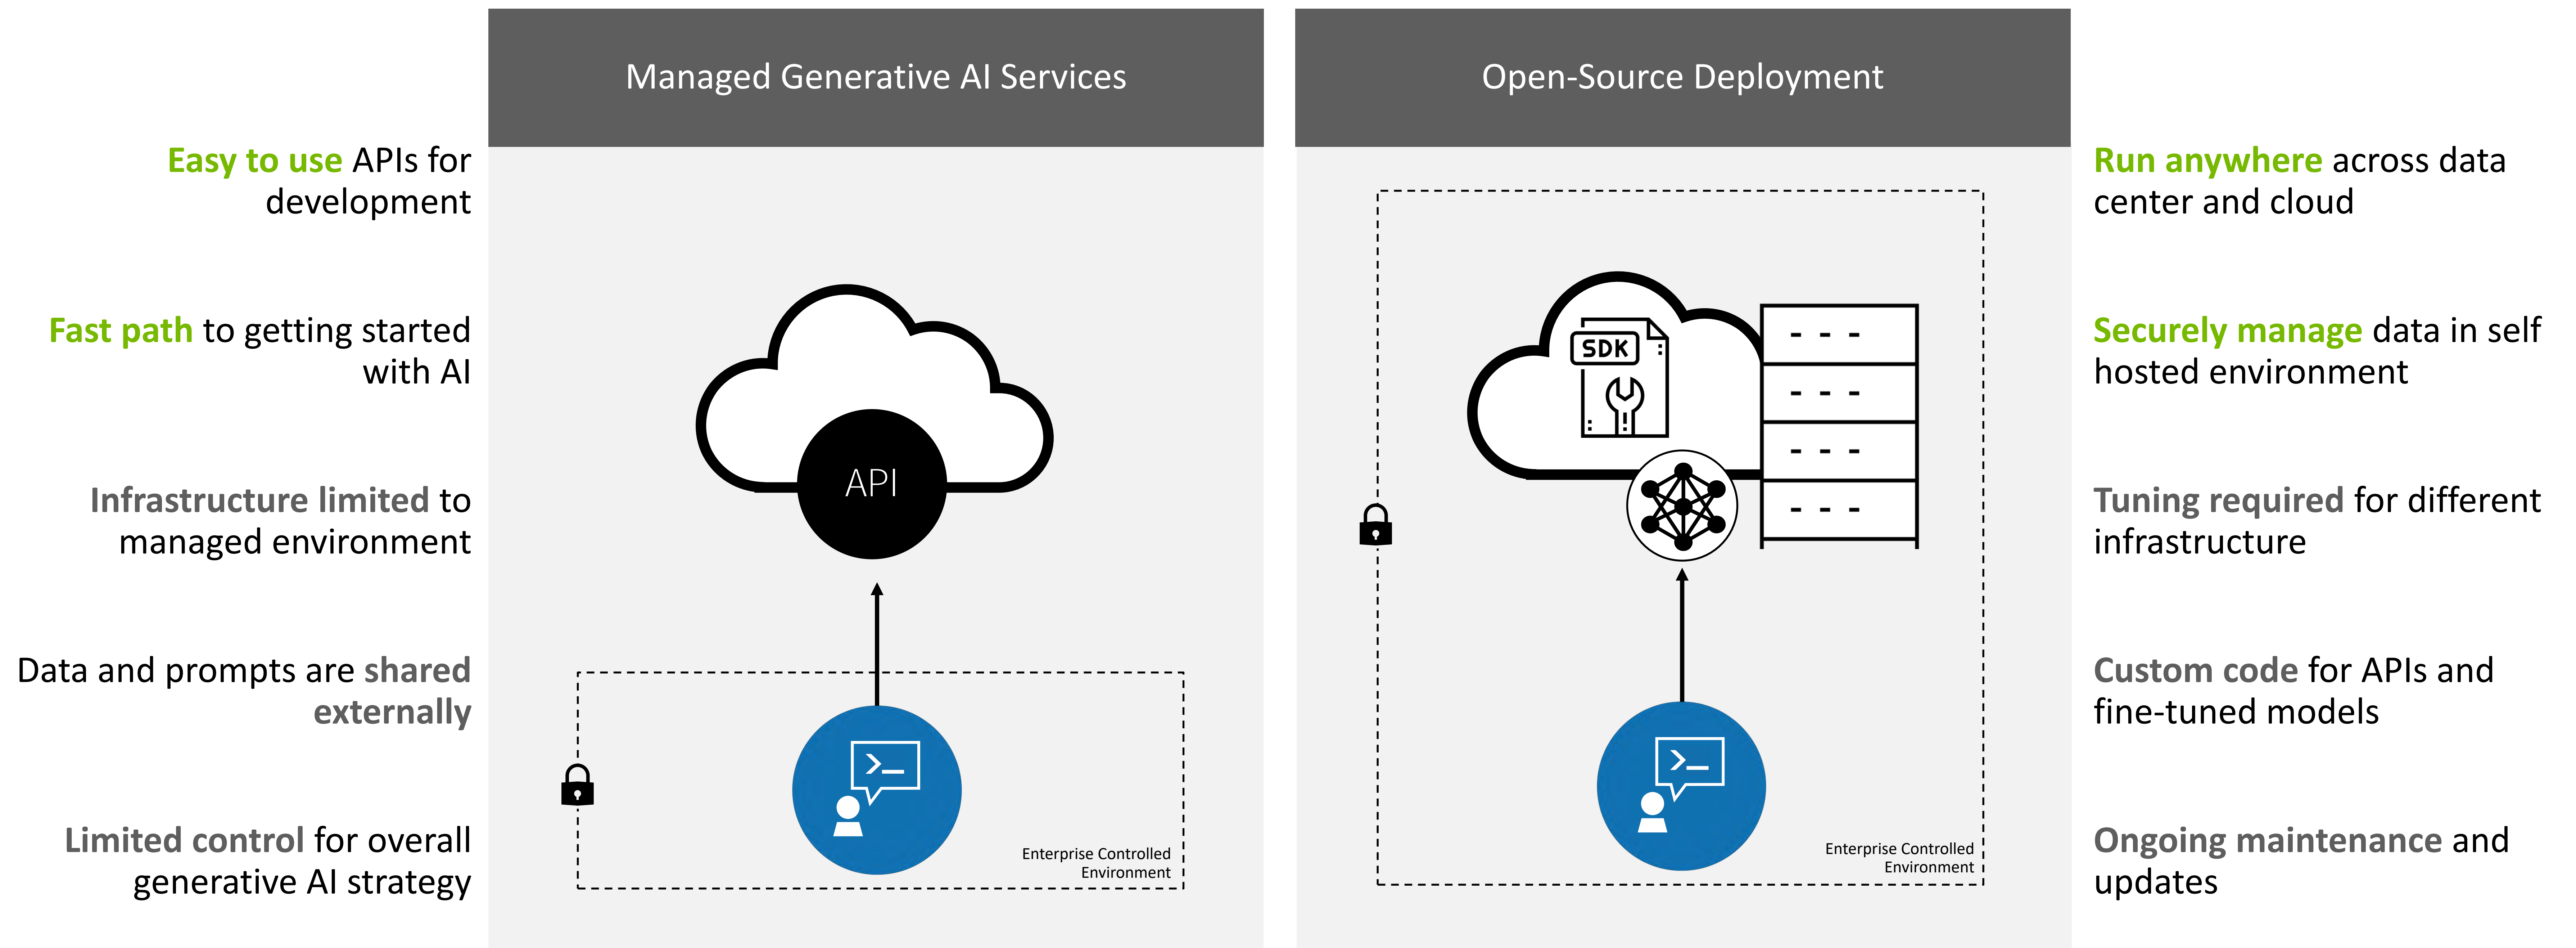 Managed Generative AI Services
Easy to use APIs for
development
Fast path to getting started
with AI
Infrastructure limited to
managed environment
Data and prompts are shared
externally
Limited control for overall
generative AI strategy
API
>_
Enterprise Controlled
Environment
Open-Source Deployment
SDK
>_
Enterprise Controlled
Environment
Run anywhere across data
center and cloud
Securely manage data in self
hosted environment
Tuning required for different
infrastructure
Custom code for APIs and
fine-tuned models
Ongoing maintenance and
updates